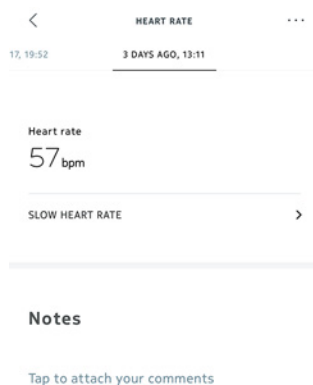 HEART RATE
17, 19:52 3 DAYS AGO, 13:11
Heart rate
57 bpm
SLOW HEART RATE
Notes
Tap to attach your comments